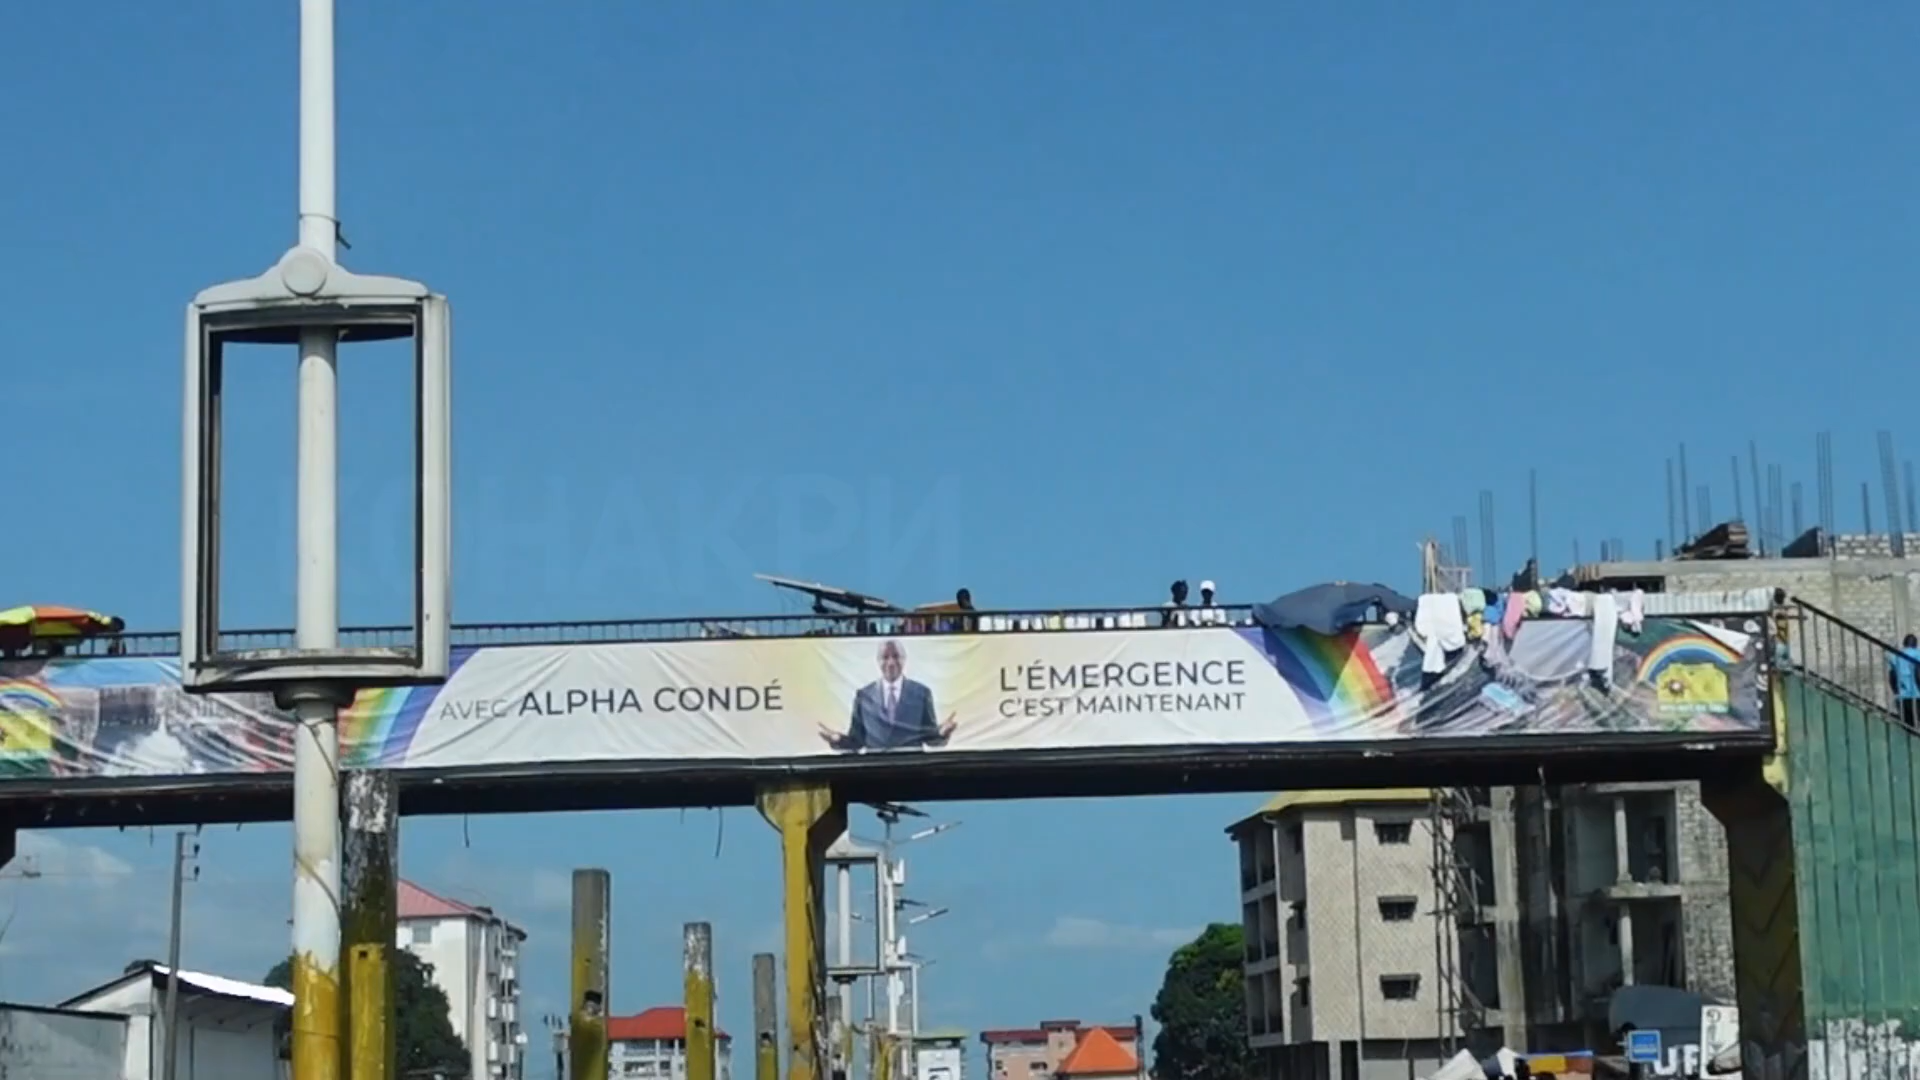 КОНАКРИ
AVEC ALPHA CONDÉ
L'ÉMERGENCE
C'EST MAINTENANT